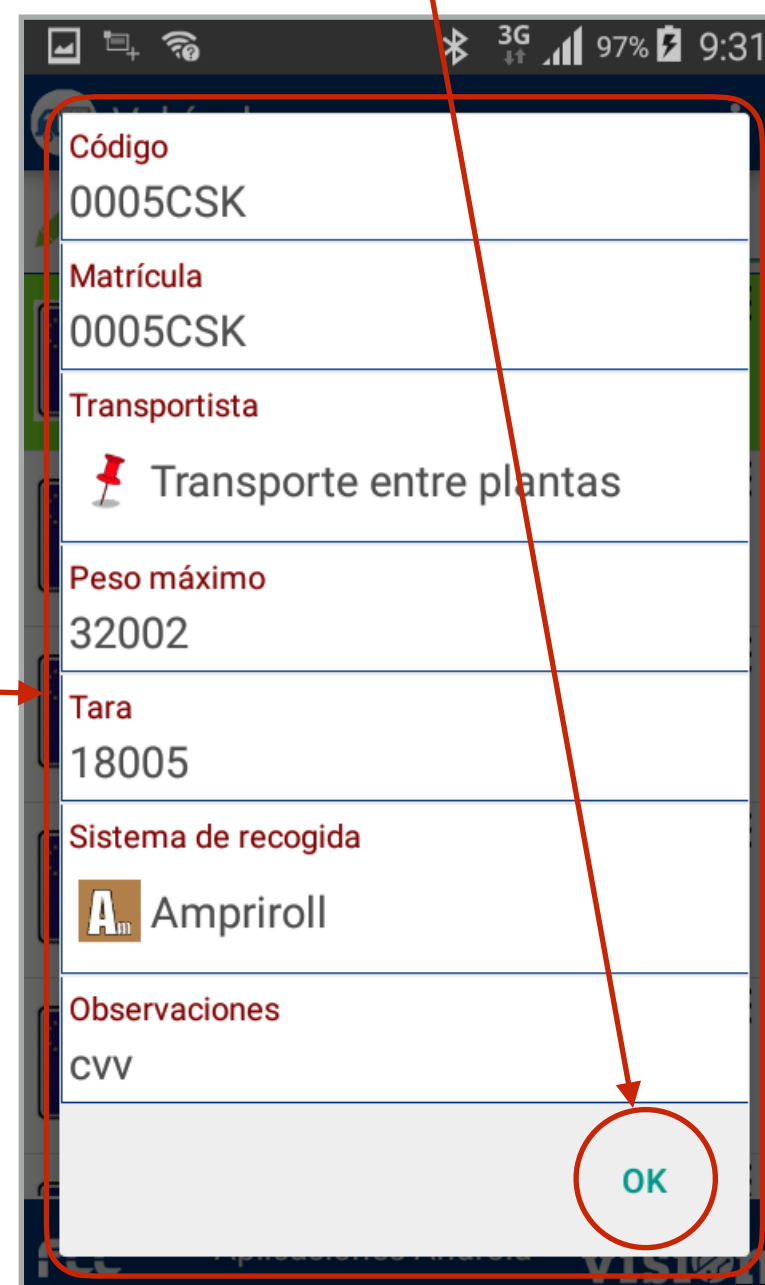 3G 97% 9:31
Código
0005CSK
Matrícula
0005CSK
Transportista
Transporte entre plantas
Peso máximo
32002
Tara
18005
Sistema de recogida
Am Ampriroll
Observaciones
cvv
OK